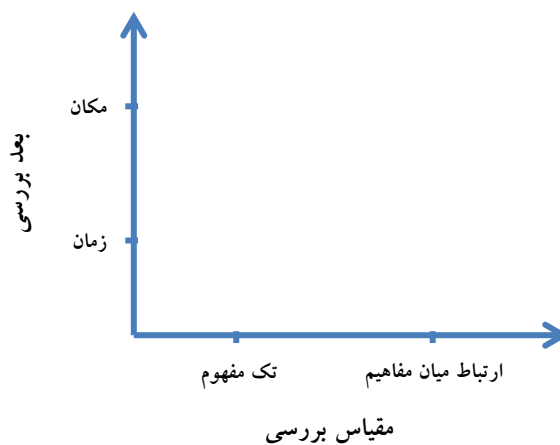 مکان
بعد بررسی
زمان
تک مفهوم
ارتباط میان مفاهیم
مقیاس بررسی